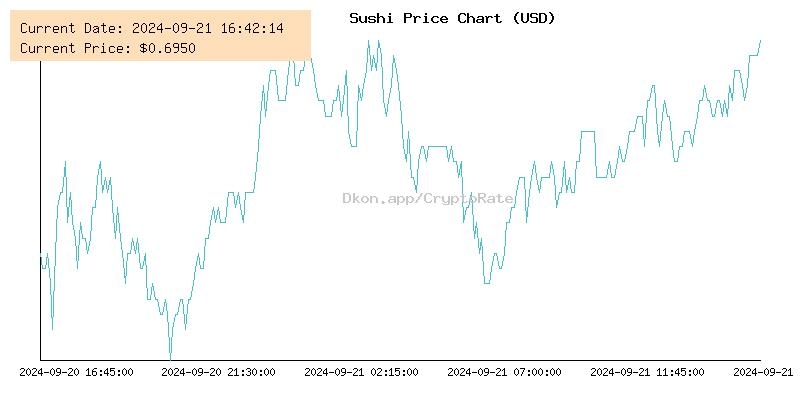 Sushi Price Chart (USD)
Current Date: 2024-09-21 16:42:14
Current Price: $0.6950
Dkon.app/CryptoRate
2024-09-20 16:45:00 2024-09-20 21:30:00 2024-09-21 02:15:00 2024-09-21 07:00:00 2024-09-21 11:45:00 2024-09-21